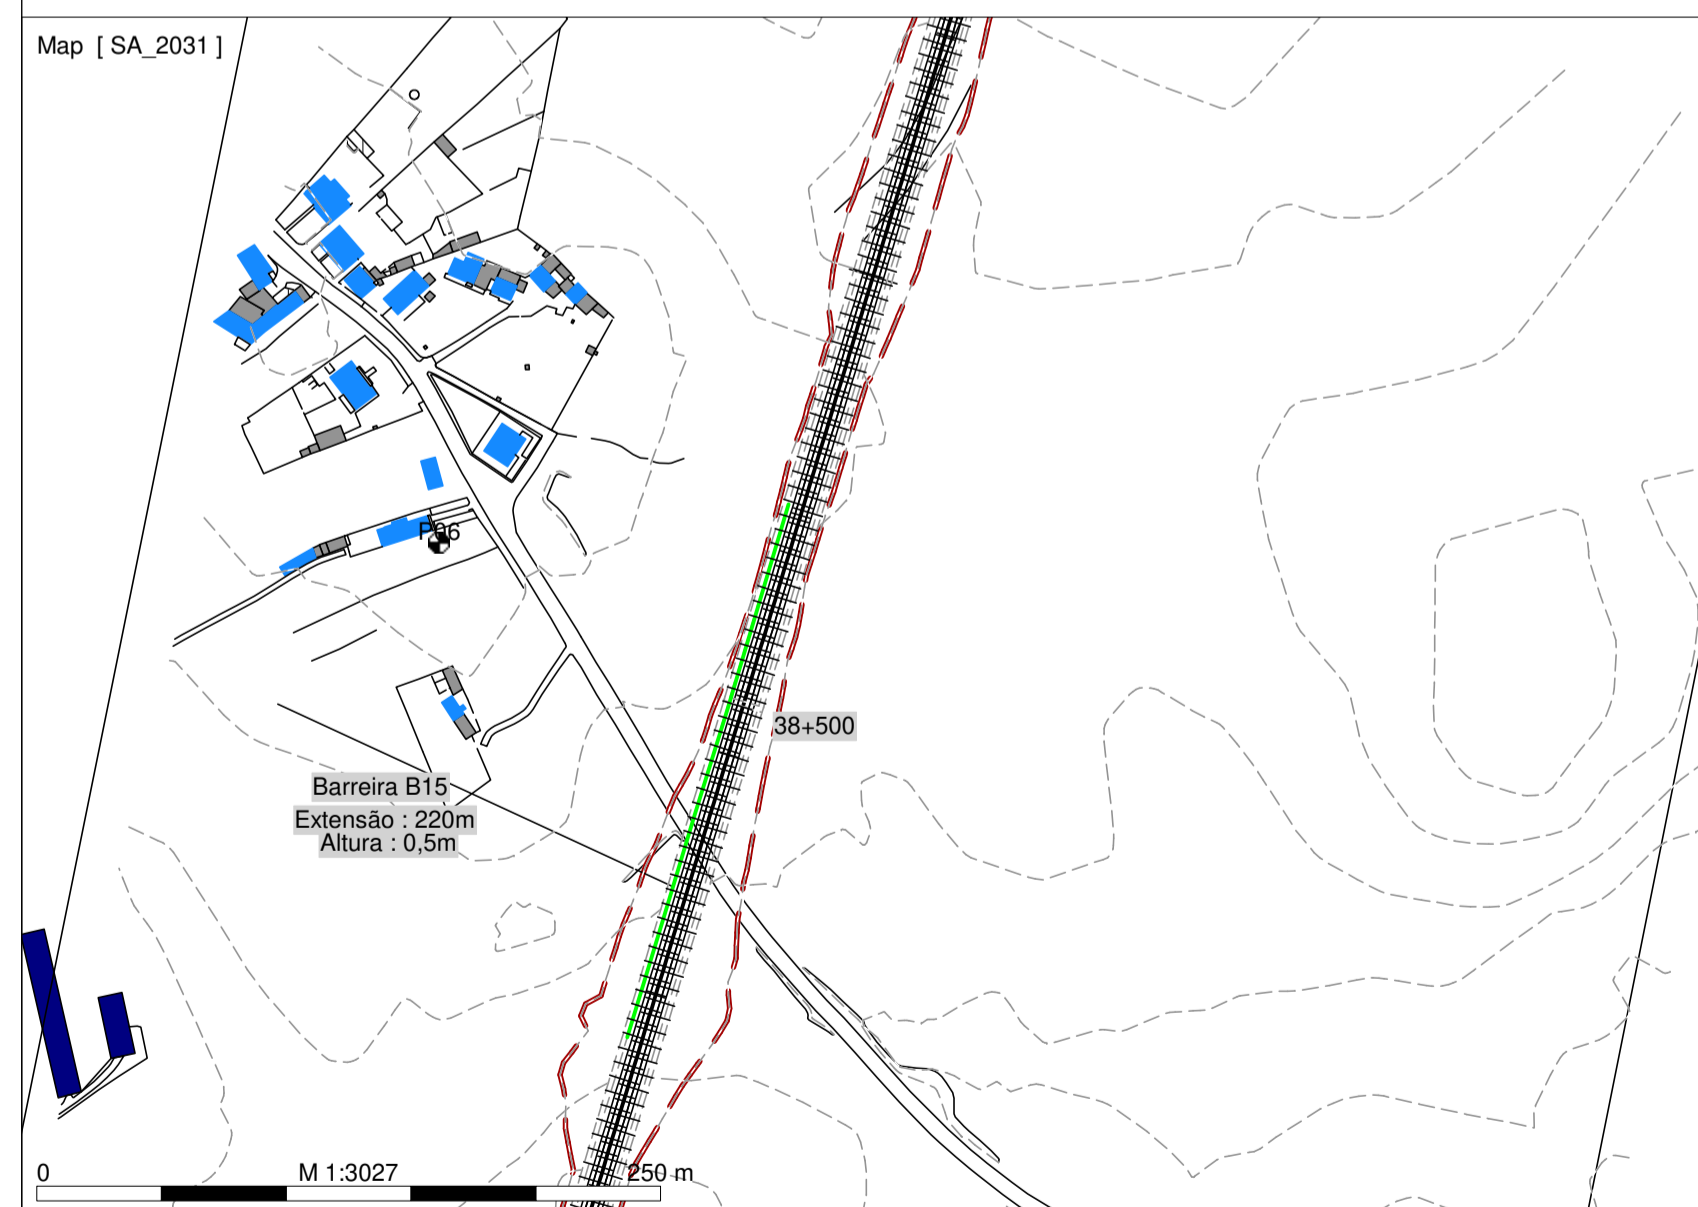 Map [ SA_2031 ]
P06
38+500
Barreira B15
Extensão : 220m
Altura : 0,5m
0 M 1:3027 250 m